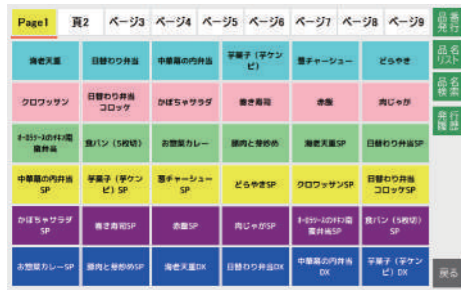 Page1 頁2 ページ3 ページ4 ページ5 ページ6 ページ7 ページ8 ページ9
品番
発行
海老天重 日替わり弁当 中華幕の内弁当 芋菓子（芋ケンピ） 葱チャーシュー どらやき
品名
リスト
クロワッサン 日替わり弁当コロッケ かぼちゃサラダ 巻き寿司 赤飯 肉じゃが
品名
検索
食パン（5枚切） お惣菜カレー 豚肉と芽炒め 海老天重SP 日替わり弁当SP
発行
履歴
中華幕の内弁当SP 芋菓子（芋ケンピ）SP 葱チャーシューSP どらやきSP クロワッサンSP 日替わり弁当コロッケSP
かぼちゃサラダSP 巻き寿司SP 赤飯SP 肉じゃがSP 食パン（5枚切）SP
お惣菜カレーSP 豚肉と芽炒めSP 海老天重DX 日替わり弁当DX 中華幕の内弁当DX 芋菓子（芋ケンピ）DX
戻る